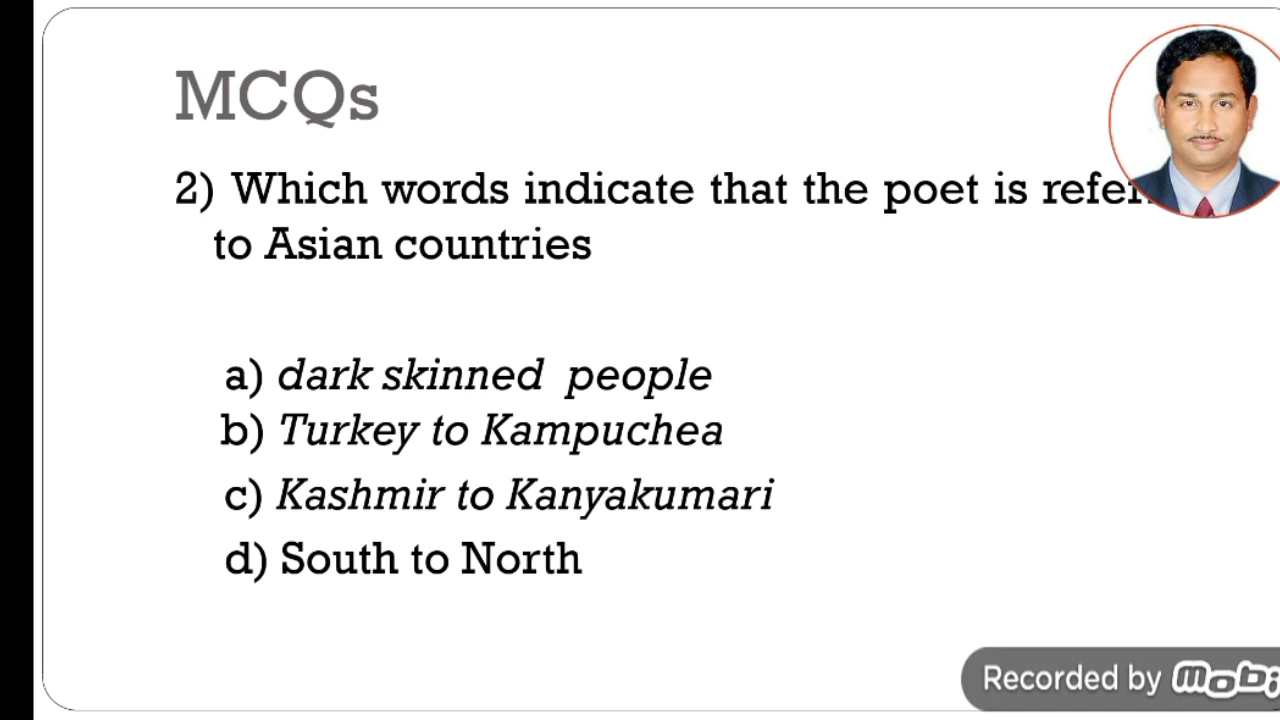 MCQs
2) Which words indicate that the poet is
to Asian countries
a) dark skinned people
b) Turkey to Kampuchea
c) Kashmir to Kanyakumari
d) South to North
Recorded by